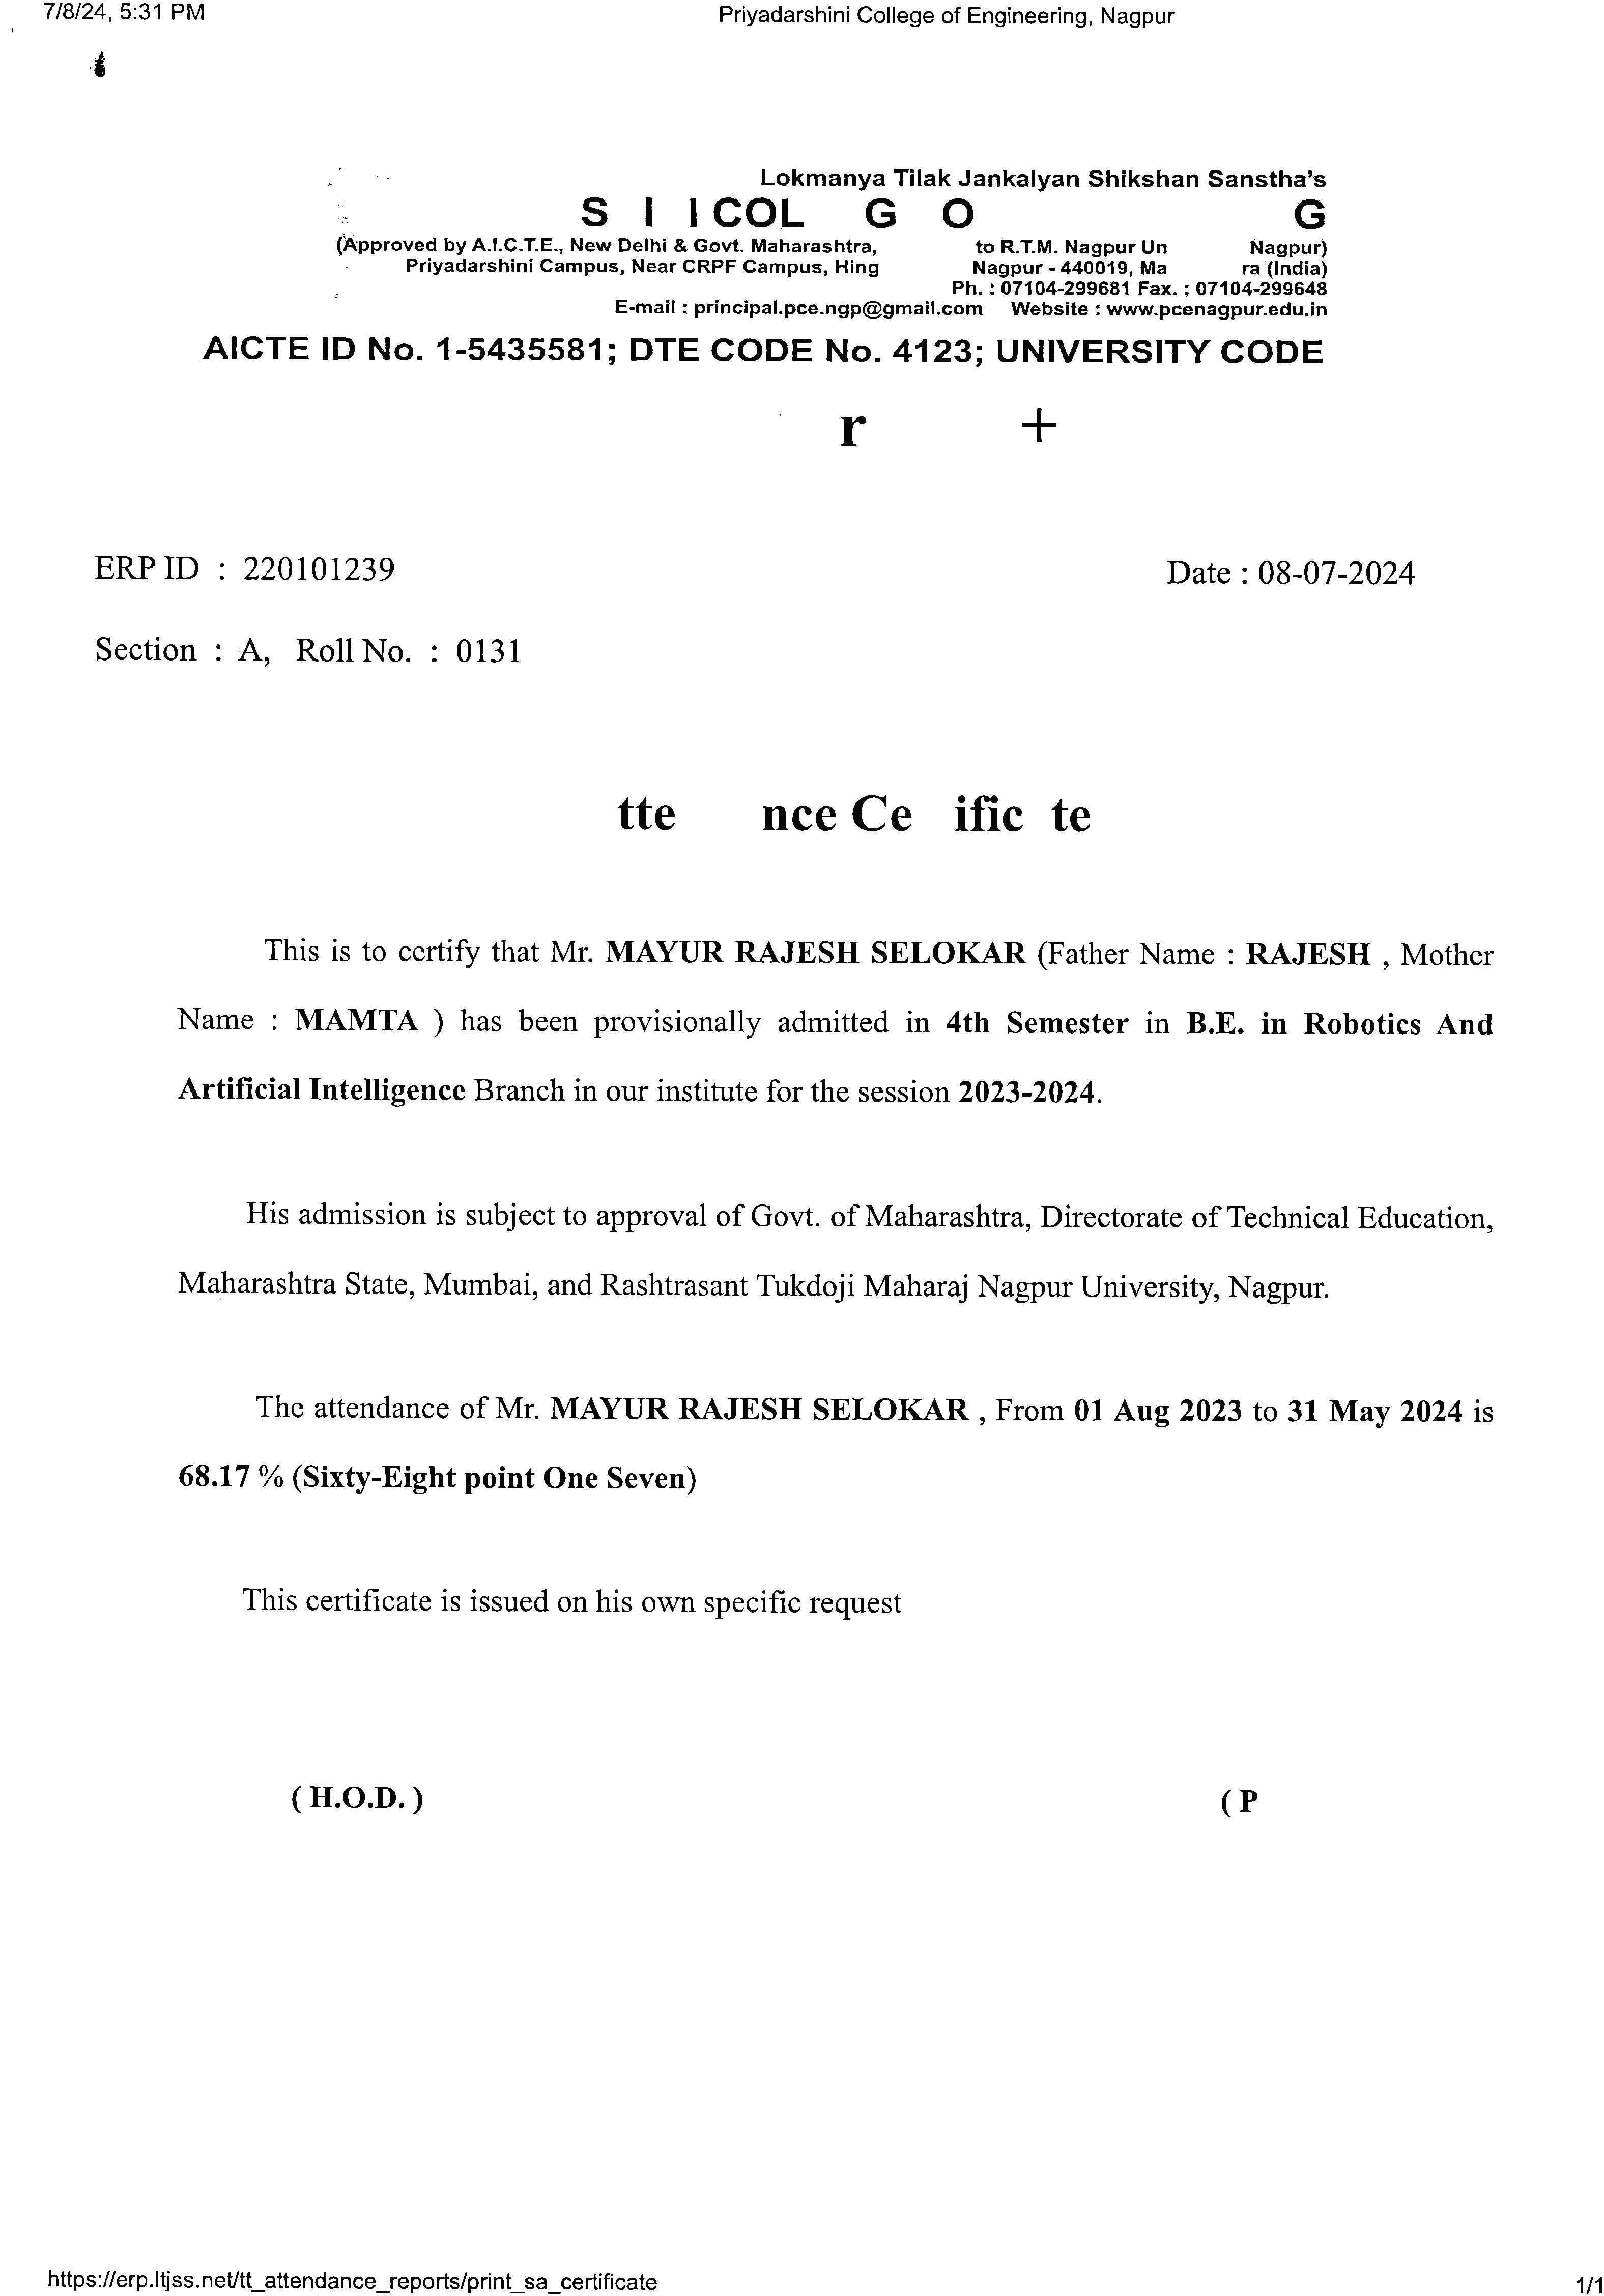 7/8/24, 5:31 PM Priyadarshini College of Engineering, Nagpur
Lokmanya Tilak Jankalyan Shikshan Sanstha's
S I I COL G O G
(Approved by A.I.C.T.E., New Delhi & Govt. Maharashtra, to R.T.M. Nagpur Un Nagpur)
Priyadarshini Campus, Near CRPF Campus, Hing Nagpur - 440019, Ma ra (India)
Ph. : 07104-299681 Fax. : 07104-299648
E-mail : principal.pce.ngp@gmail.com Website : www.pcenagpur.edu.in
AICTE ID No. 1-5435581; DTE CODE No. 4123; UNIVERSITY CODE
r +
ERP ID : 220101239 Date : 08-07-2024
Section : A, Roll No. : 0131
tte nce Ce ific te
This is to certify that Mr. MAYUR RAJESH SELOKAR (Father Name : RAJESH , Mother
Name : MAMTA ) has been provisionally admitted in 4th Semester in B.E. in Robotics And
Artificial Intelligence Branch in our institute for the session 2023-2024.
His admission is subject to approval of Govt. of Maharashtra, Directorate of Technical Education,
Maharashtra State, Mumbai, and Rashtrasant Tukdoji Maharaj Nagpur University, Nagpur.
The attendance of Mr. MAYUR RAJESH SELOKAR , From 01 Aug 2023 to 31 May 2024 is
68.17 % (Sixty-Eight point One Seven)
This certificate is issued on his own specific request
( H.O.D. ) ( P
https://erp.ltjss.net/tt_attendance_reports/print_sa_certificate 1/1